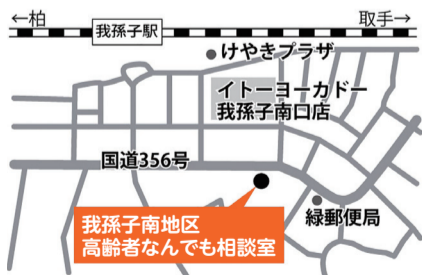 ←柏
取手→
我孫子駅
けやきプラザ
イトーヨーカドー
我孫子南口店
国道356号
緑郵便局
我孫子南地区
高齢者なんでも相談室